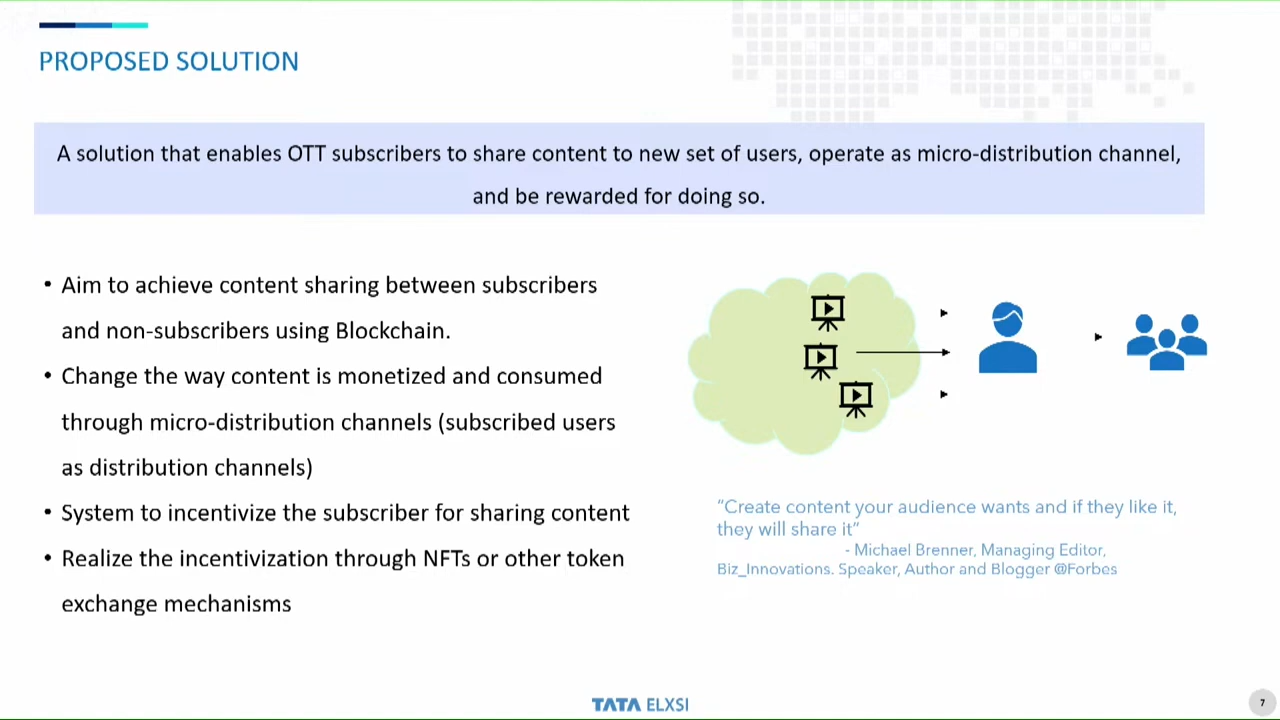 PROPOSED SOLUTION
A solution that enables OTT subscribers to share content to new set of users, operate as micro-distribution channel,
and be rewarded for doing so.
• Aim to achieve content sharing between subscribers
and non-subscribers using Blockchain.
• Change the way content is monetized and consumed
through micro-distribution channels (subscribed users
as distribution channels)
• System to incentivize the subscriber for sharing content
• Realize the incentivization through NFTs or other token
exchange mechanisms
"Create content your audience wants and if they like it,
they will share it"
- Michael Brenner, Managing Editor,
Biz_Innovations. Speaker, Author and Blogger @Forbes
TATA ELXSI
7